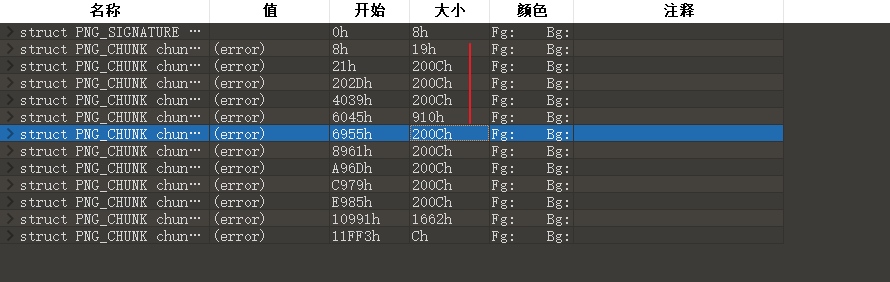 名称 值 开始 大小 颜色 注释
struct PNG_SIGNATURE … 0h 8h Fg: Bg:
struct PNG_CHUNK chun… (error) 8h 19h Fg: Bg:
struct PNG_CHUNK chun… (error) 21h 200Ch Fg: Bg:
struct PNG_CHUNK chun… (error) 202Dh 200Ch Fg: Bg:
struct PNG_CHUNK chun… (error) 4039h 200Ch Fg: Bg:
struct PNG_CHUNK chun… (error) 6045h 910h Fg: Bg:
struct PNG_CHUNK chun… (error) 6955h 200Ch Fg: Bg:
struct PNG_CHUNK chun… (error) 8961h 200Ch Fg: Bg:
struct PNG_CHUNK chun… (error) A96Dh 200Ch Fg: Bg:
struct PNG_CHUNK chun… (error) C979h 200Ch Fg: Bg:
struct PNG_CHUNK chun… (error) E985h 200Ch Fg: Bg:
struct PNG_CHUNK chun… (error) 10991h 1662h Fg: Bg:
struct PNG_CHUNK chun… (error) 11FF3h Ch Fg: Bg: